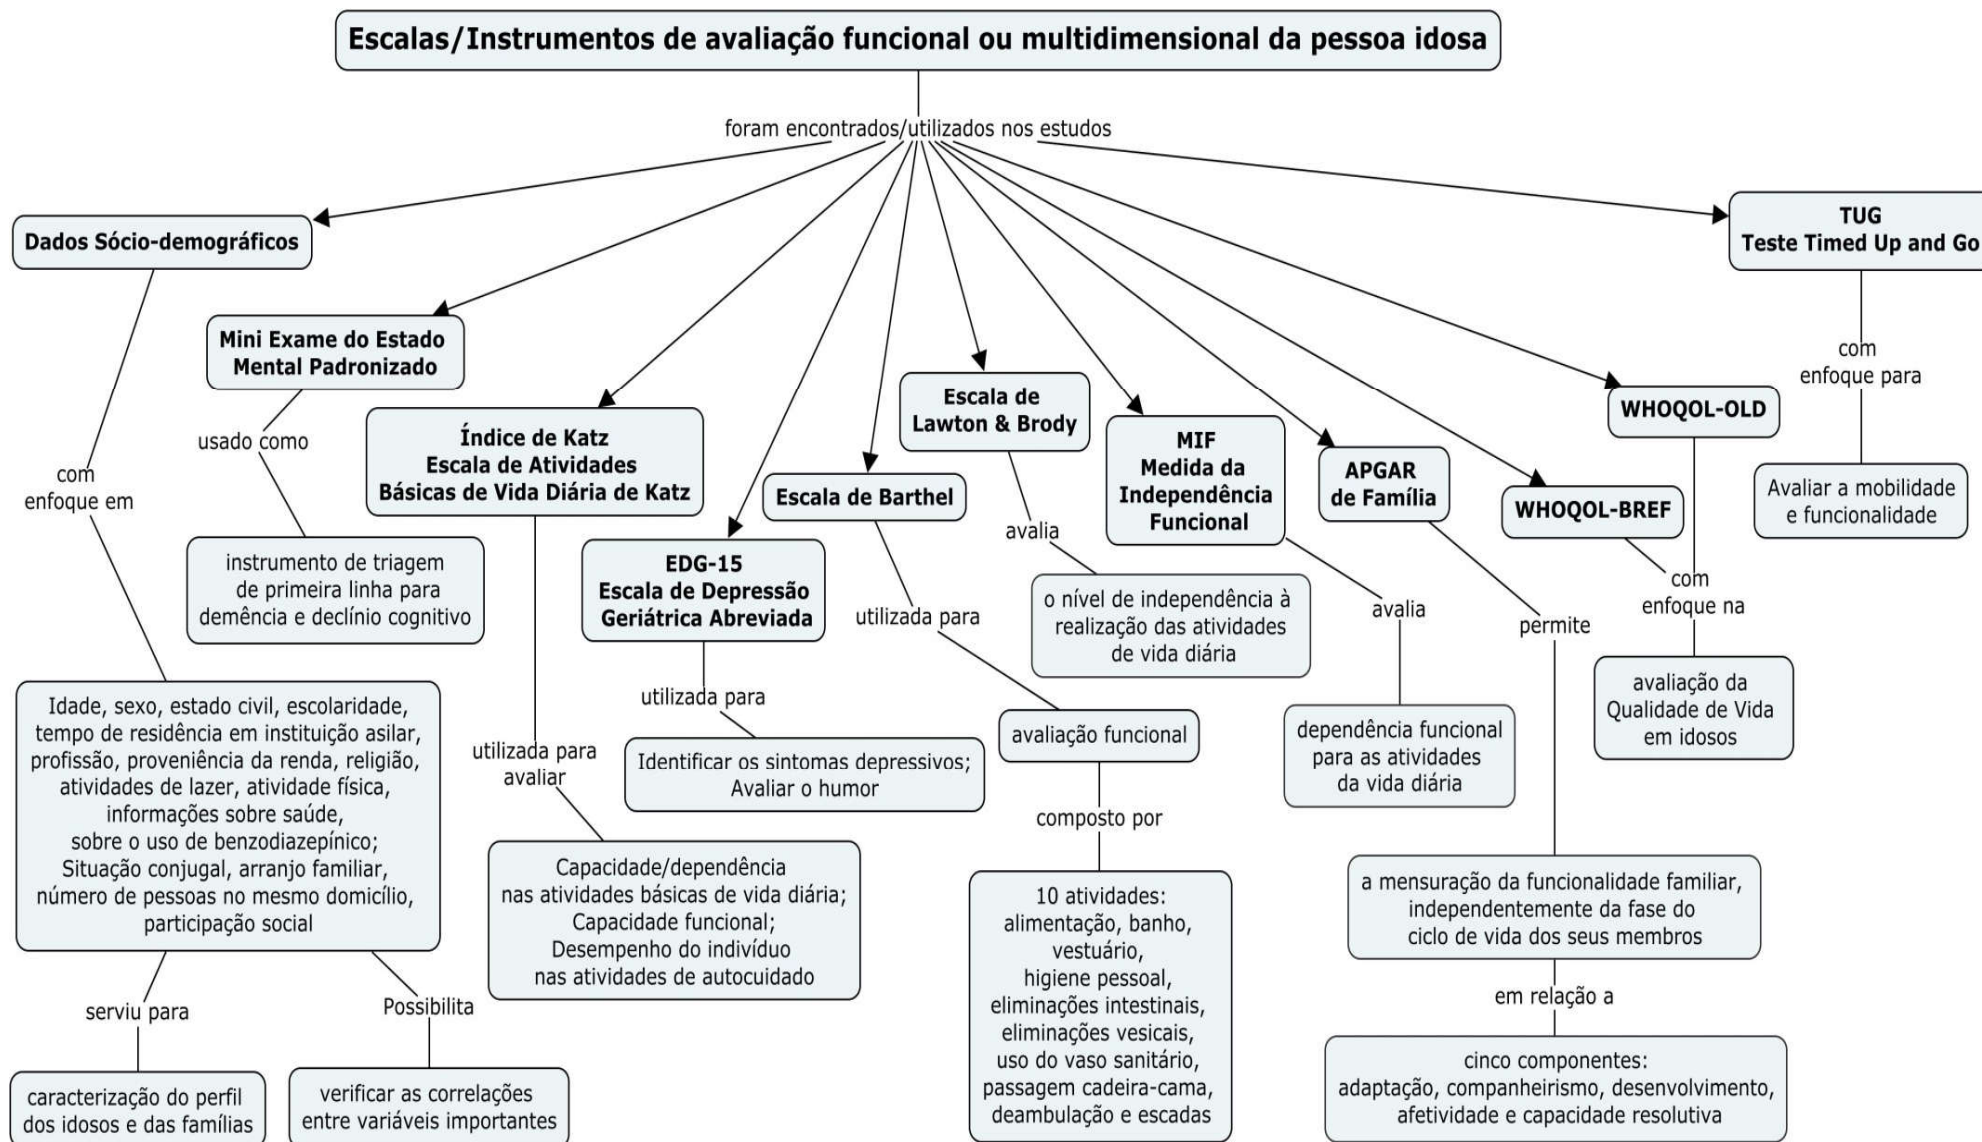 Escalas/Instrumentos de avaliação funcional ou multidimensional da pessoa idosa
foram encontrados/utilizados nos estudos
Dados Sócio-demográficos
com
enfoque em
Idade, sexo, estado civil, escolaridade,
tempo de residência em instituição asilar,
profissão, proveniência da renda, religião,
atividades de lazer, atividade física,
informações sobre saúde,
sobre o uso de benzodiazepínico;
Situação conjugal, arranjo familiar,
número de pessoas no mesmo domicílio,
participação social
serviu para
caracterização do perfil
dos idosos e das famílias
Possibilita
verificar as correlações
entre variáveis importantes
Mini Exame do Estado
Mental Padronizado
usado como
instrumento de triagem
de primeira linha para
demência e declínio cognitivo
Índice de Katz
Escala de Atividades
Básicas de Vida Diária de Katz
utilizada para
avaliar
Capacidade/dependência
nas atividades básicas de vida diária;
Capacidade funcional;
Desempenho do indivíduo
nas atividades de autocuidado
EDG-15
Escala de Depressão
Geriátrica Abreviada
utilizada para
Identificar os sintomas depressivos;
Avaliar o humor
Escala de Barthel
utilizada para
avaliação funcional
composto por
10 atividades:
alimentação, banho,
vestuário,
higiene pessoal,
eliminações intestinais,
eliminações vesicais,
uso do vaso sanitário,
passagem cadeira-cama,
deambulação e escadas
Escala de
Lawton & Brody
avalia
o nível de independência à
realização das atividades
de vida diária
MIF
Medida da
Independência
Funcional
avalia
dependência funcional
para as atividades
da vida diária
APGAR
de Família
permite
a mensuração da funcionalidade familiar,
independentemente da fase do
ciclo de vida dos seus membros
em relação a
cinco componentes:
adaptação, companheirismo, desenvolvimento,
afetividade e capacidade resolutiva
WHOQOL-BREF
WHOQOL-OLD
com
enfoque na
avaliação da
Qualidade de Vida
em idosos
TUG
Teste Timed Up and Go
com
enfoque para
Avaliar a mobilidade
e funcionalidade